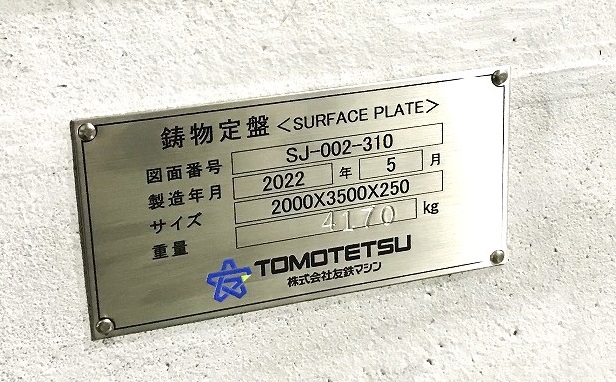 鋳物定盤 <SURFACE PLATE>
図面番号 SJ-002-310
製造年月 2022 年 5 月
サイズ 2000X3500X250
重量 4170 kg
TOMOTETSU
株式会社友鉄マシン